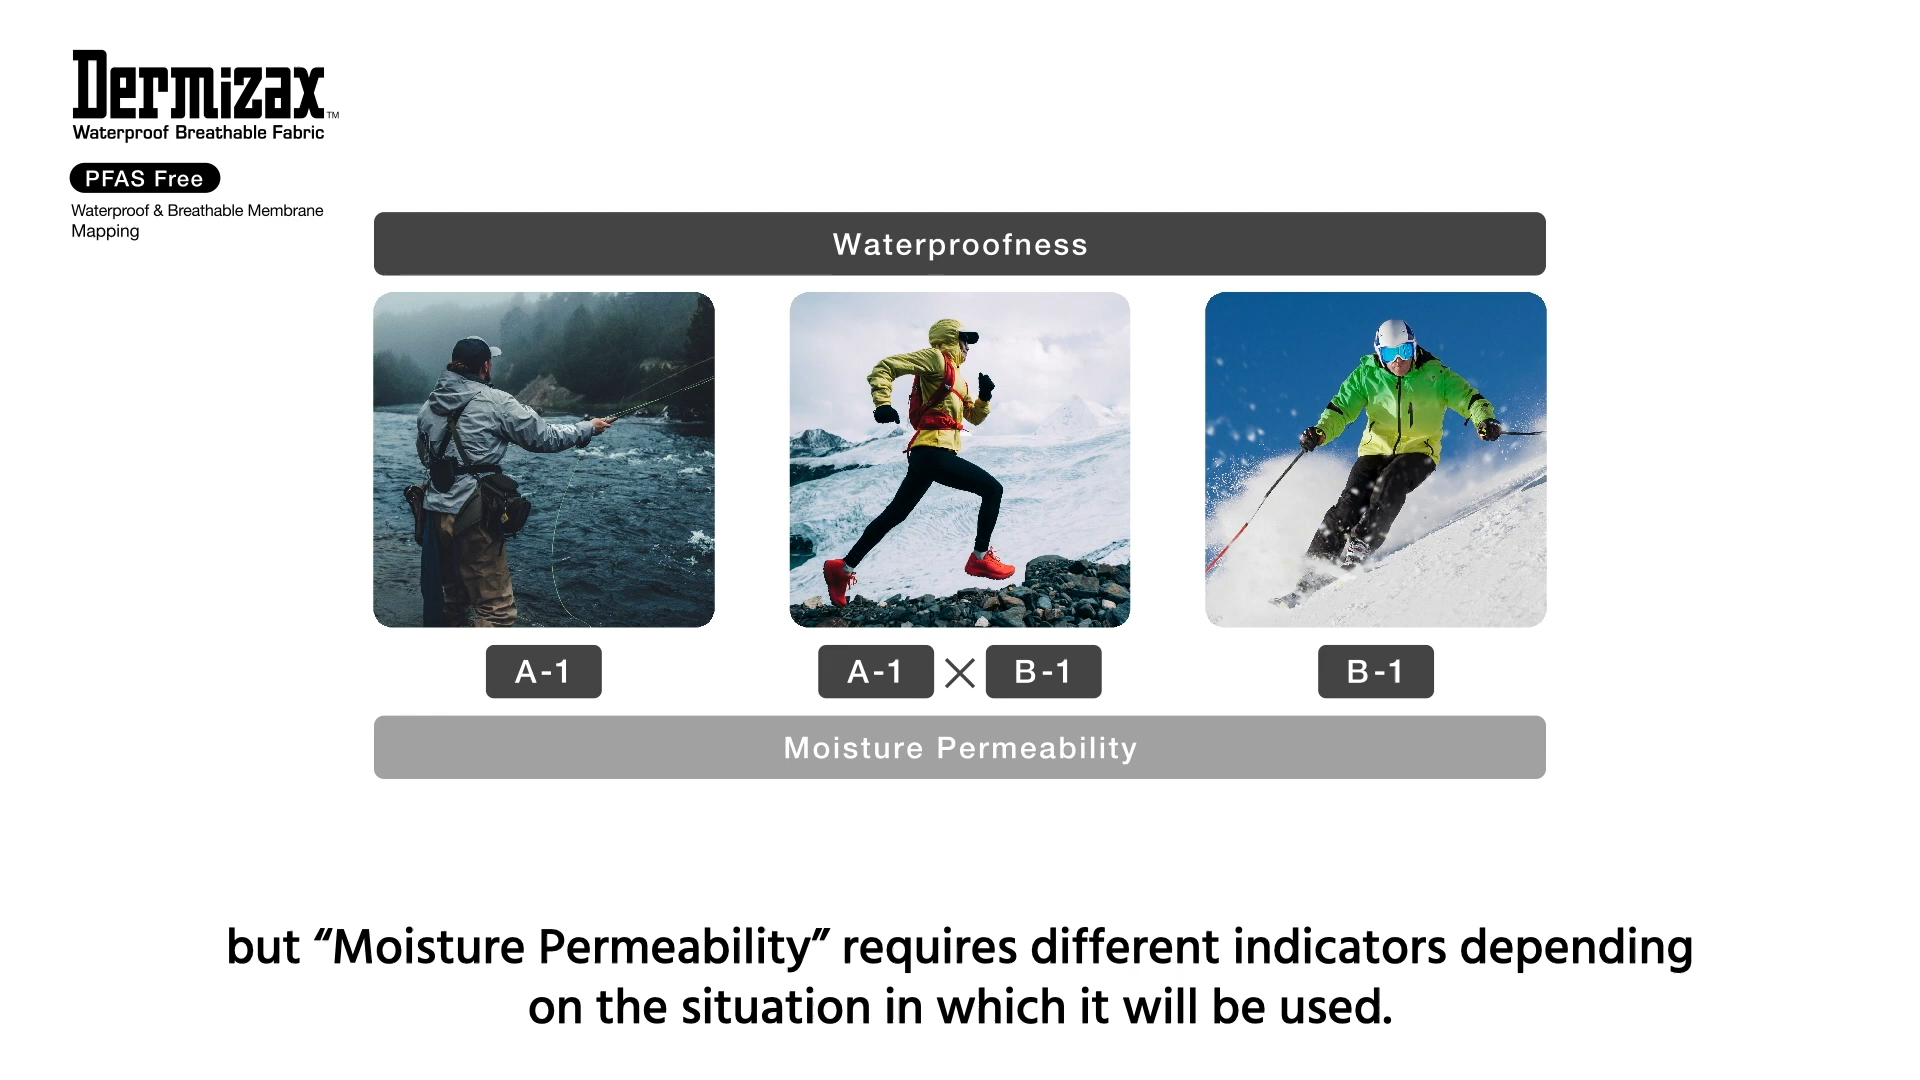 Dermizax™
Waterproof Breathable Fabric
PFAS Free
Waterproof & Breathable Membrane
Mapping
Waterproofness
A-1
A-1 × B-1
B-1
Moisture Permeability
but “Moisture Permeability” requires different indicators depending
on the situation in which it will be used.